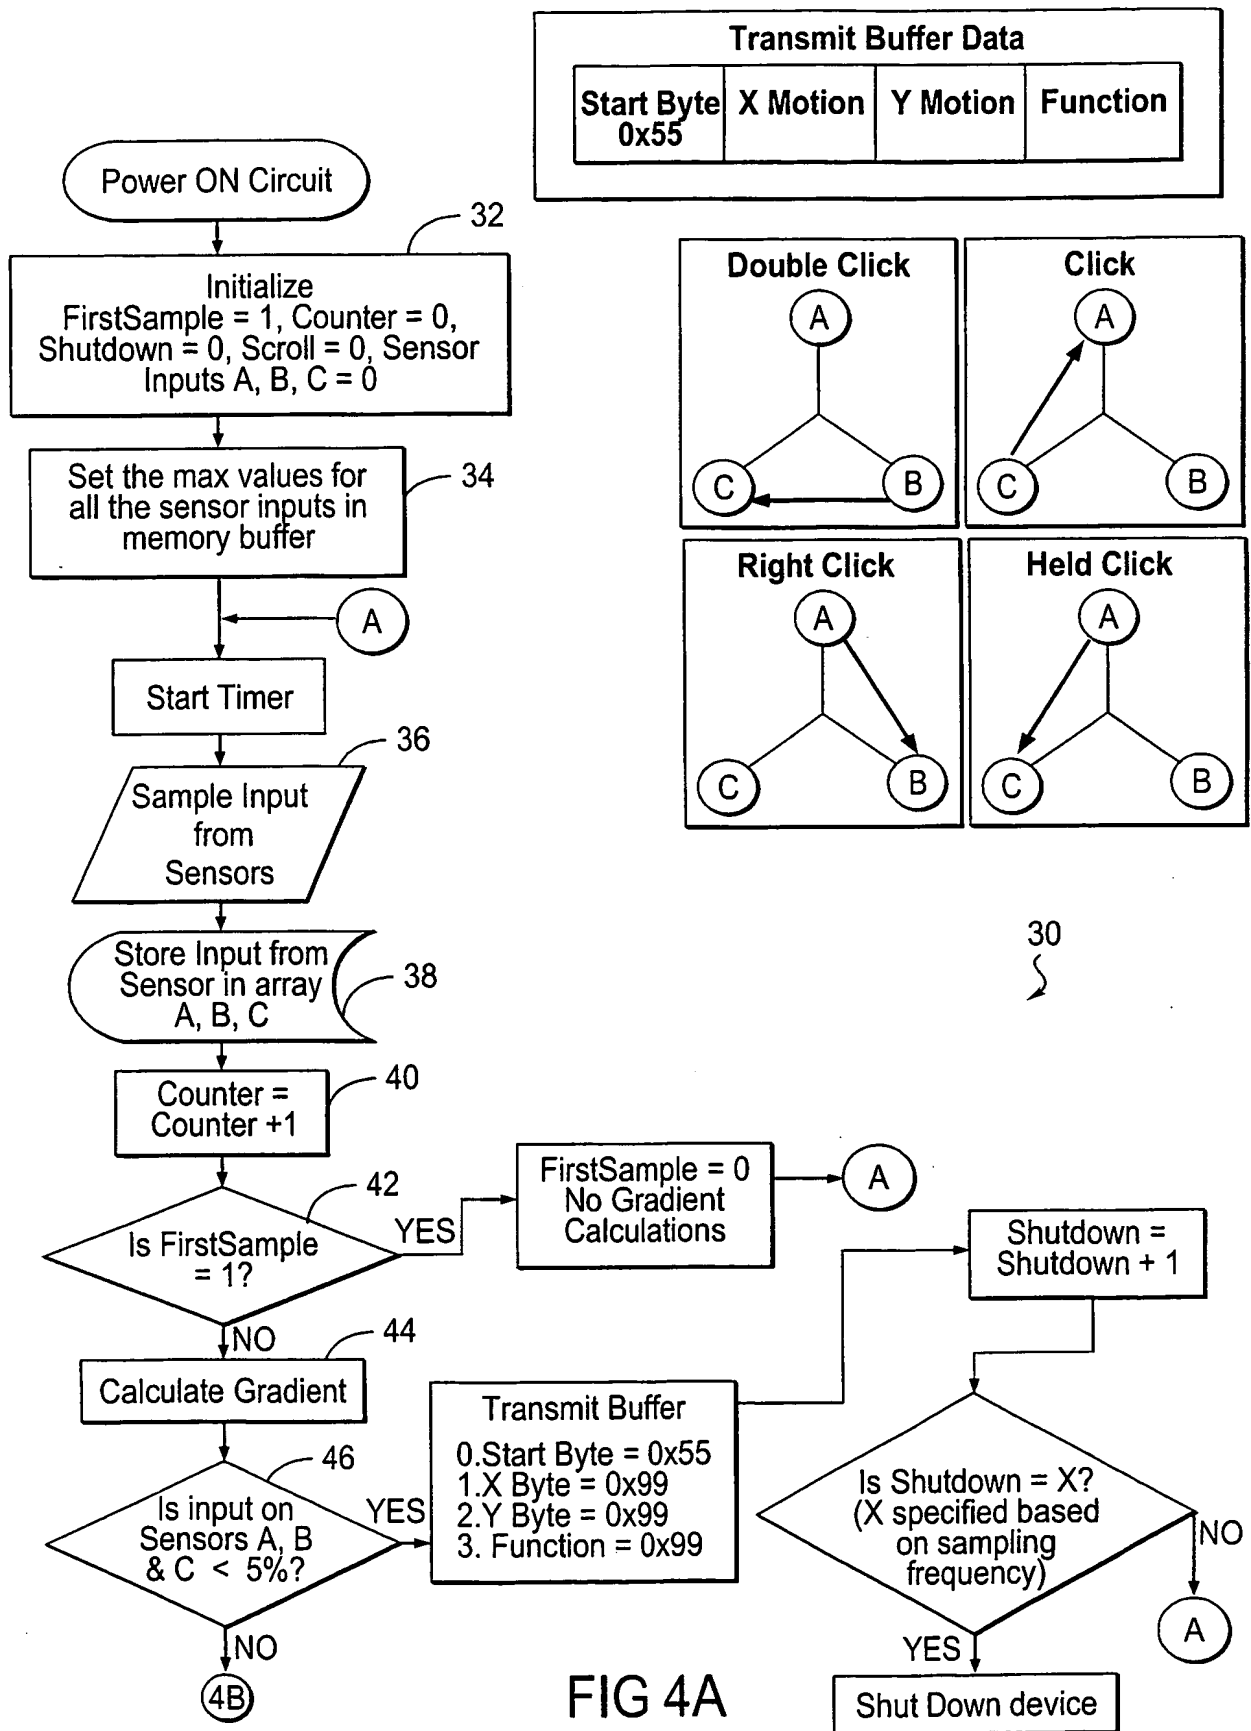 Transmit Buffer Data
Start Byte
0x55
X Motion
Y Motion
Function
Power ON Circuit
32
Initialize
FirstSample = 1, Counter = 0,
Shutdown = 0, Scroll = 0, Sensor
Inputs A, B, C = 0
Set the max values for
all the sensor inputs in
memory buffer
34
A
Start Timer
36
Sample Input
from
Sensors
Store Input from
Sensor in array
A, B, C
38
Counter =
Counter +1
40
Is FirstSample
= 1?
42
YES
FirstSample = 0
No Gradient
Calculations
A
NO
Calculate Gradient
44
Is input on
Sensors A, B
& C < 5%?
46
YES
NO
4B
Transmit Buffer
0.Start Byte = 0x55
1.X Byte = 0x99
2.Y Byte = 0x99
3. Function = 0x99
Shutdown =
Shutdown + 1
Is Shutdown = X?
(X specified based
on sampling
frequency)
NO
A
YES
Shut Down device
Double Click
A
C
B
Click
A
C
B
Right Click
A
C
B
Held Click
A
C
B
30
FIG 4A